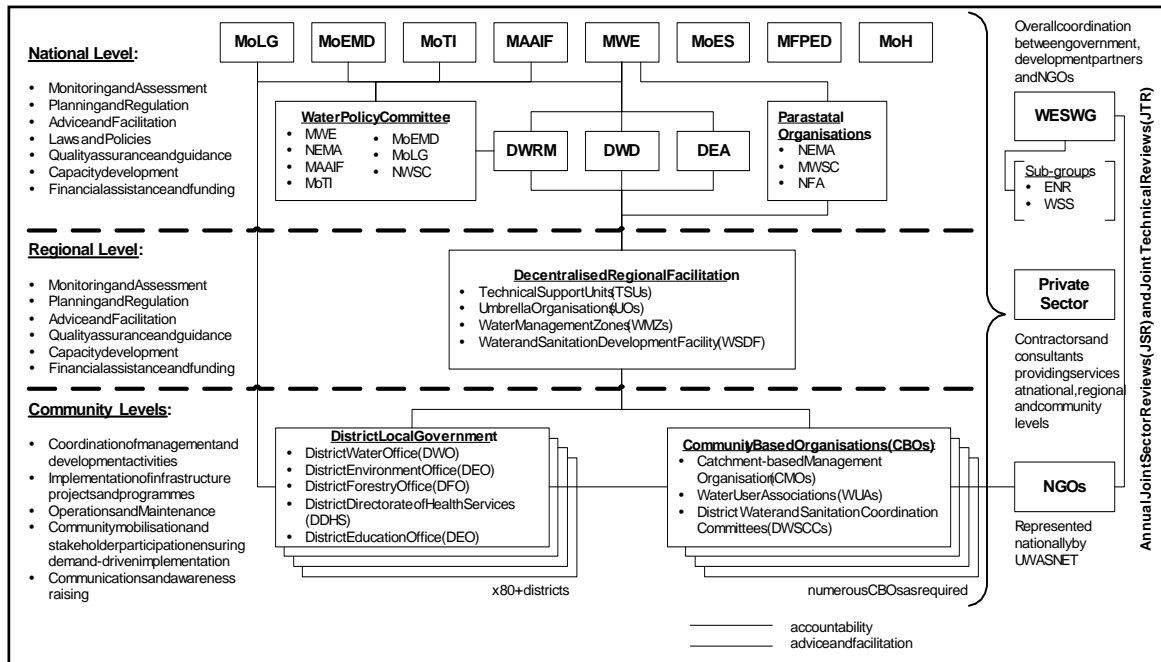 National Level:
• MonitoringandAssessment
• PlanningandRegulation
• AdviceandFacilitation
• LawsandPolicies
• Qualityassuranceandguidance
• Capacitydevelopment
• Financialassistanceandfunding
MoLG
MoEMD
MoTI
MAAIF
MWE
MoES
MFPED
MoH
WaterPolicyCommittee
• MWE
• NEMA
• MAAIF
• MoTI
• MoEMD
• MoLG
• NWSC
DWRM
DWD
DEA
Parastatal
Organisations
• NEMA
• MWSC
• NFA
Regional Level:
• MonitoringandAssessment
• PlanningandRegulation
• AdviceandFacilitation
• Qualityassuranceandguidance
• Capacitydevelopment
• Financialassistanceandfunding
DecentralisedRegionalFacilitation
• TechnicalSupportUnits(TSUs)
• UmbrellaOrganisations(UOs)
• WaterManagementZones(WMZs)
• WaterandSanitationDevelopmentFacility(WSDF)
Community Levels:
• Coordinationofmanagementand
developmentactivities
• Implementationofinfrastructure
projectsandprogrammes
• OperationsandMaintenance
• Communitymobilisationand
stakeholderparticipationensuring
demand-drivenimplementation
• Communicationsandawareness
raising
DistrictLocalGovernment
• DistrictWaterOffice(DWO)
• DistrictEnvironmentOffice(DEO)
• DistrictForestryOffice(DFO)
• DistrictDirectorateofHealthServices
(DDHS)
• DistrictEducationOffice(DEO)
x80+districts
CommunityBasedOrganisations(CBOs):
• Catchment-basedManagement
Organisation(CMOs)
• WaterUserAssociations(WUAs)
• District WaterandSanitationCoordination
Committees(DWSCCs)
numerousCBOsasrequired
accountability
adviceandfacilitation
Overallcoordination
betweengovernment,
developmentpartners
andNGOs
WESWG
Sub-groups
• ENR
• WSS
Private
Sector
Contractorsand
consultants
providingservices
atnational,regional
andcommunity
levels
NGOs
Represented
nationallyby
UWASNET
AnnualJointSectorReviews(JSR)andJointTechnicalReviews(JTR)